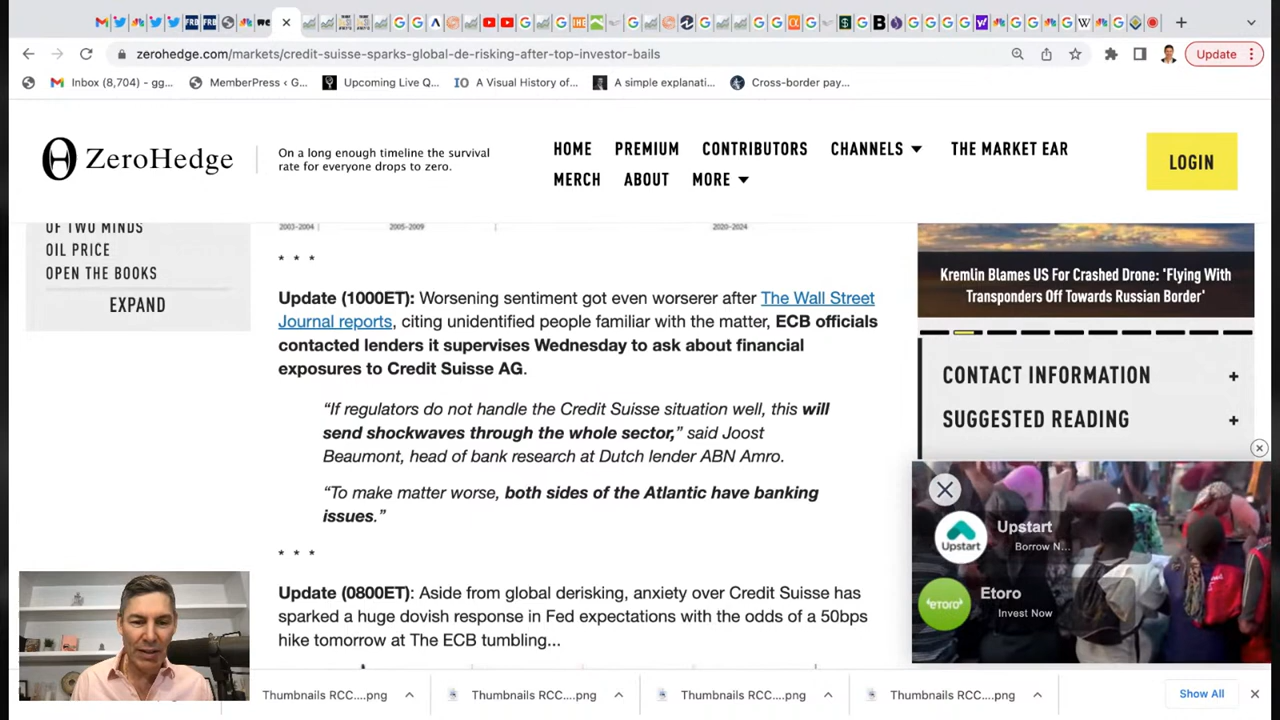 zerohedge.com/markets/credit-suisse-sparks-global-de-risking-after-top-investor-bails
Update
Inbox (8,704) – gg...
MemberPress ‹ G...
Upcoming Live Q...
IO A Visual History of...
A simple explanati...
Cross-border pay...
ZeroHedge
On a long enough timeline the survival
rate for everyone drops to zero.
HOME PREMIUM CONTRIBUTORS CHANNELS THE MARKET EAR
MERCH ABOUT MORE
LOGIN
OF TWO MINDS
OIL PRICE
OPEN THE BOOKS
EXPAND
2003-2004 2005-2009 2020-2024
* * *
Update (1000ET): Worsening sentiment got even worserer after The Wall Street
Journal reports, citing unidentified people familiar with the matter, ECB officials
contacted lenders it supervises Wednesday to ask about financial
exposures to Credit Suisse AG.
“If regulators do not handle the Credit Suisse situation well, this will
send shockwaves through the whole sector,” said Joost
Beaumont, head of bank research at Dutch lender ABN Amro.
“To make matter worse, both sides of the Atlantic have banking
issues.”
* * *
Update (0800ET): Aside from global derisking, anxiety over Credit Suisse has
sparked a huge dovish response in Fed expectations with the odds of a 50bps
hike tomorrow at The ECB tumbling...
Kremlin Blames US For Crashed Drone: 'Flying With
Transponders Off Towards Russian Border'
CONTACT INFORMATION +
SUGGESTED READING +
Upstart
Upstart
Borrow N...
etoro
Etoro
Invest Now
Thumbnails RCC....png
Thumbnails RCC....png
Thumbnails RCC....png
Thumbnails RCC....png
Show All